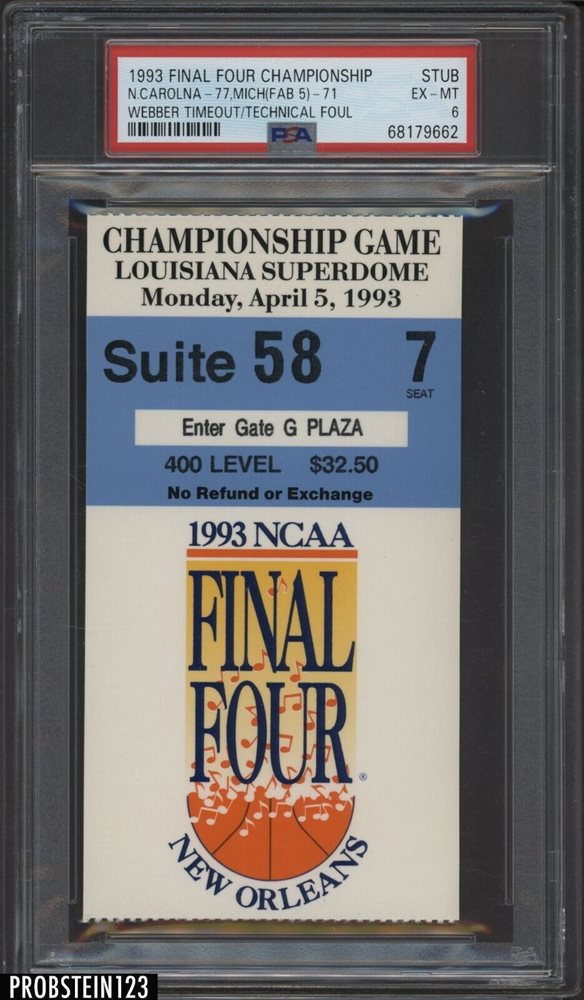 1993 FINAL FOUR CHAMPIONSHIP STUB
N.CAROLNA-77,MICH(FAB 5)-71 EX-MT
WEBBER TIMEOUT/TECHNICAL FOUL 6
PSA 68179662
CHAMPIONSHIP GAME
LOUISIANA SUPERDOME
Monday, April 5, 1993
Suite 58 7
SEAT
Enter Gate G PLAZA
400 LEVEL $32.50
No Refund or Exchange
1993 NCAA
FINAL
FOUR®
NEW ORLEANS
PROBSTEIN123